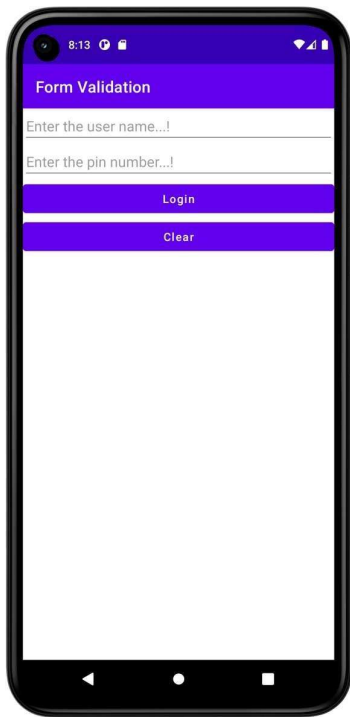 8:13
Form Validation
Enter the user name...!
Enter the pin number...!
Login
Clear